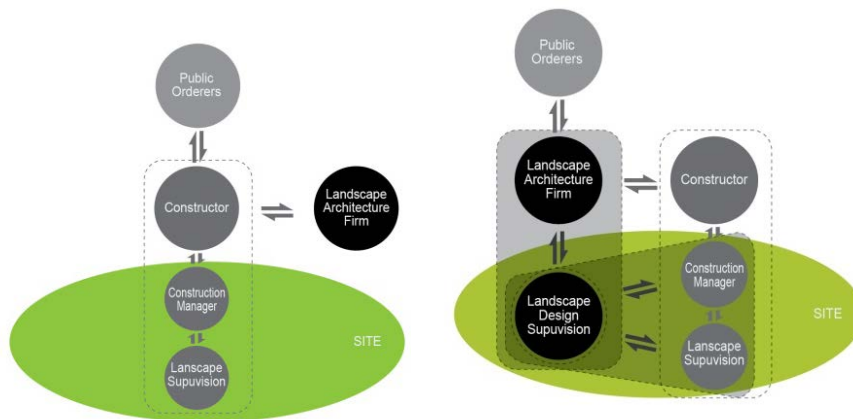 Public
Orderers
Constructor
Landscape
Architecture
Firm
Construction
Manager
SITE
Lanscape
Supuvision
Public
Orderers
Landscape
Architecture
Firm
Constructor
Construction
Manager
Landscape
Design
Supuvision
SITE
Lanscape
Supuvision